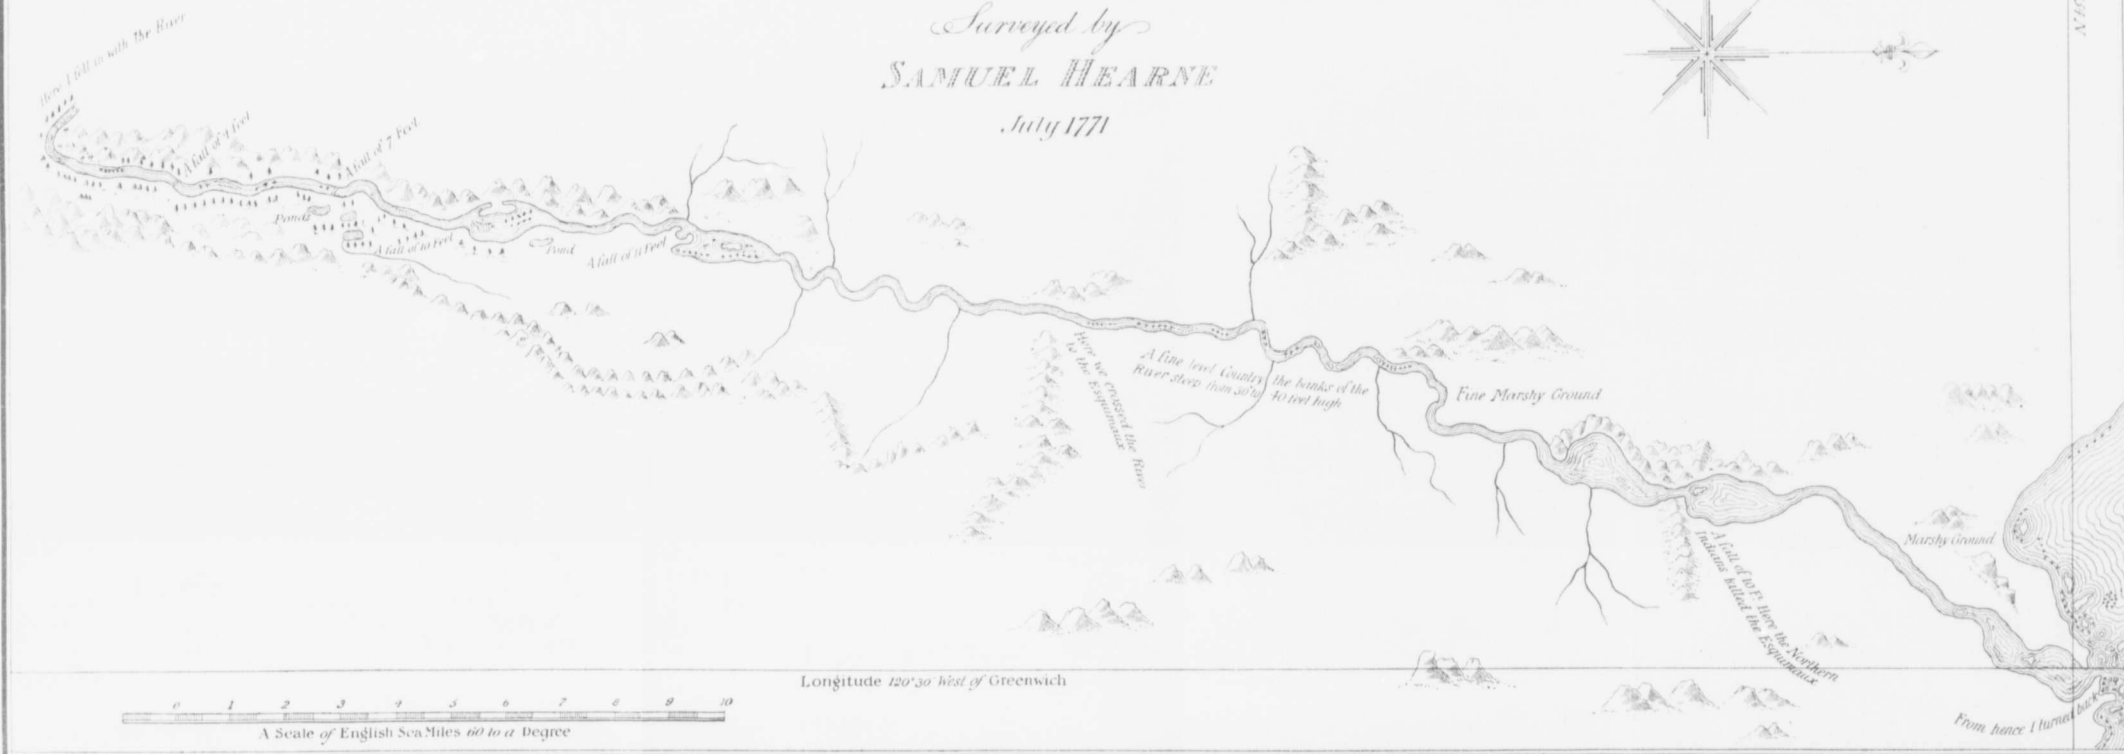 Surveyed by
SAMUEL HEARNE
July 1771
Here I fell in with the River
A fall of 9 feet
A fall of 7 Feet
Ponds
A fall of 10 Feet
Pond
A fall of 11 Feet
Here we crossed the River
to the Esquimaux
A fine level Country the banks of the
River steep from 30 to 40 feet high
Fine Marshy Ground
A fall of 10 Ft. Here the Northern
Indians killed the Esquimaux
Marshy Ground
From hence I turned back
Longitude 120°30 West of Greenwich
0 1 2 3 4 5 6 7 8 9 10
A Scale of English Sea Miles 60 to a Degree